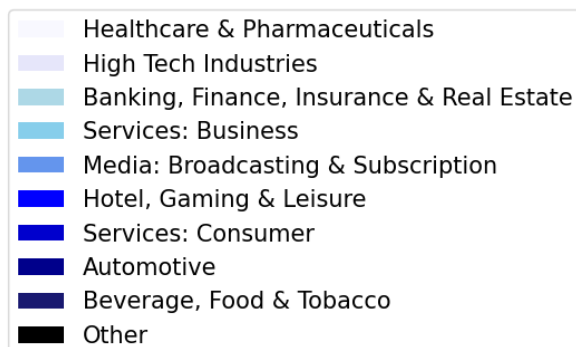 Healthcare & Pharmaceuticals
High Tech Industries
Banking, Finance, Insurance & Real Estate
Services: Business
Media: Broadcasting & Subscription
Hotel, Gaming & Leisure
Services: Consumer
Automotive
Beverage, Food & Tobacco
Other